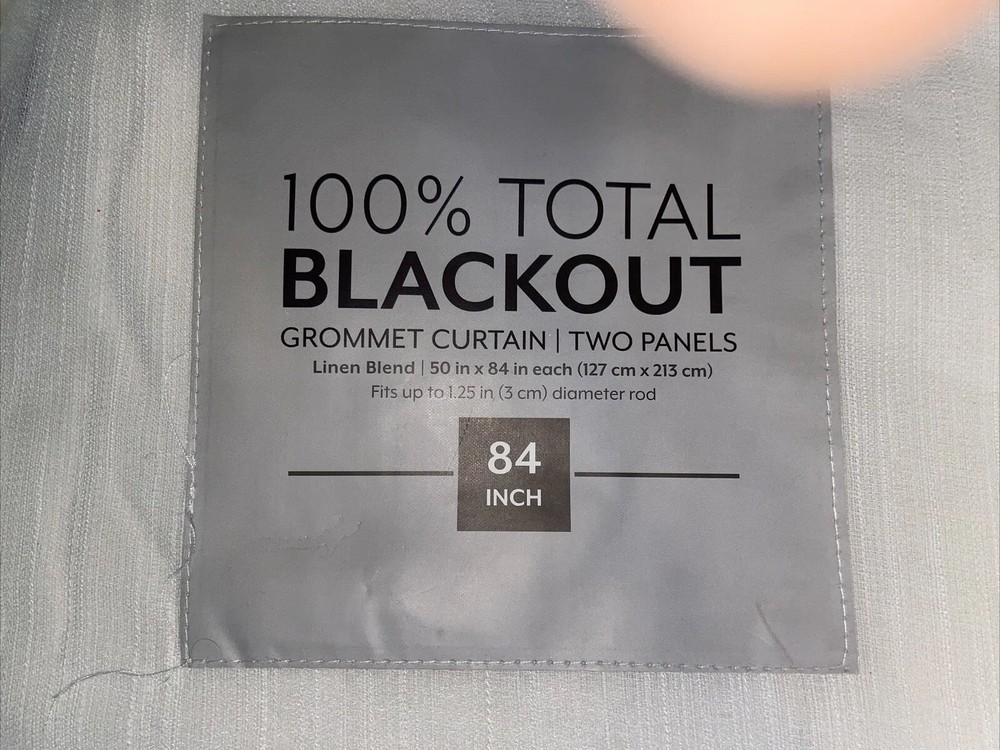 100% TOTAL
BLACKOUT
GROMMET CURTAIN | TWO PANELS
Linen Blend | 50 in x 84 in each (127 cm x 213 cm)
Fits up to 1.25 in (3 cm) diameter rod
84
INCH